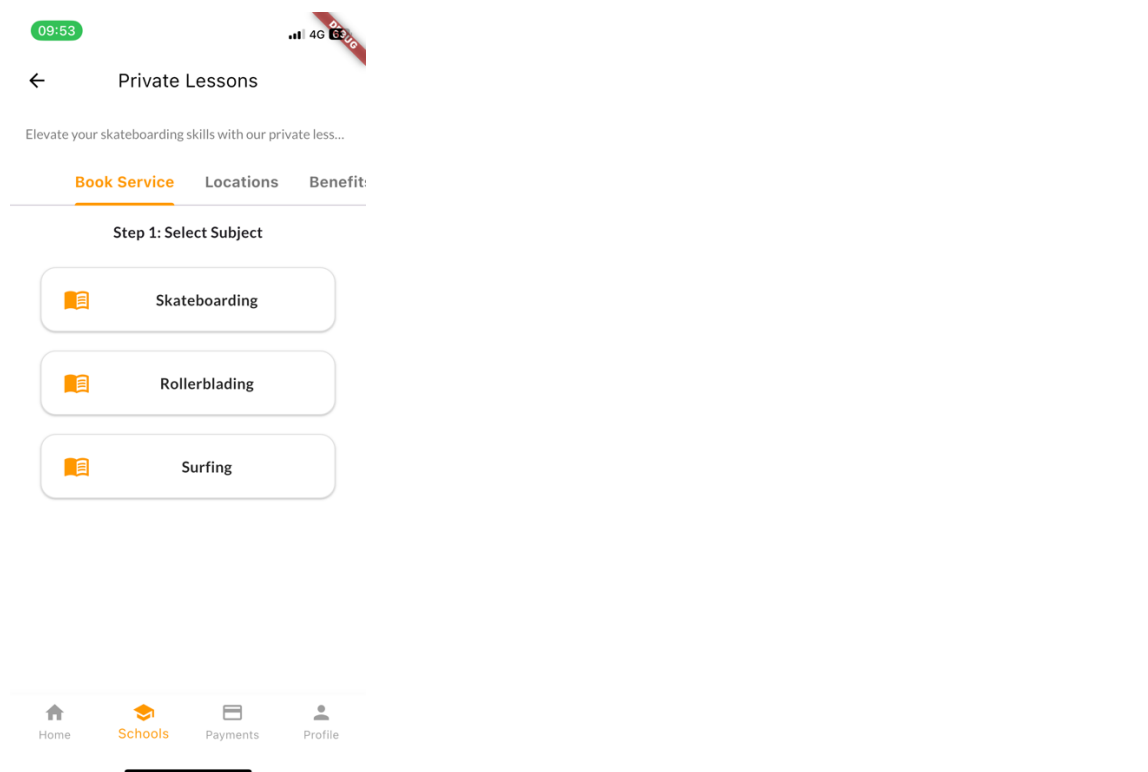 09:53
4G
DEBUG
Private Lessons
Elevate your skateboarding skills with our private less...
Book Service Locations Benefits
Step 1: Select Subject
Skateboarding
Rollerblading
Surfing
Home Schools Payments Profile